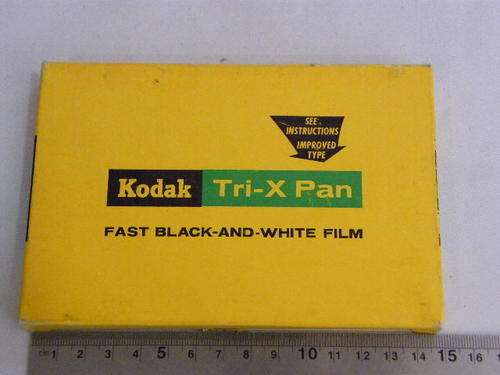 SEE
INSTRUCTIONS
IMPROVED
TYPE
Kodak Tri-X Pan
FAST BLACK-AND-WHITE FILM
1 2 3 4 5 6 7 8 9 10 11 12 13 14 15 16